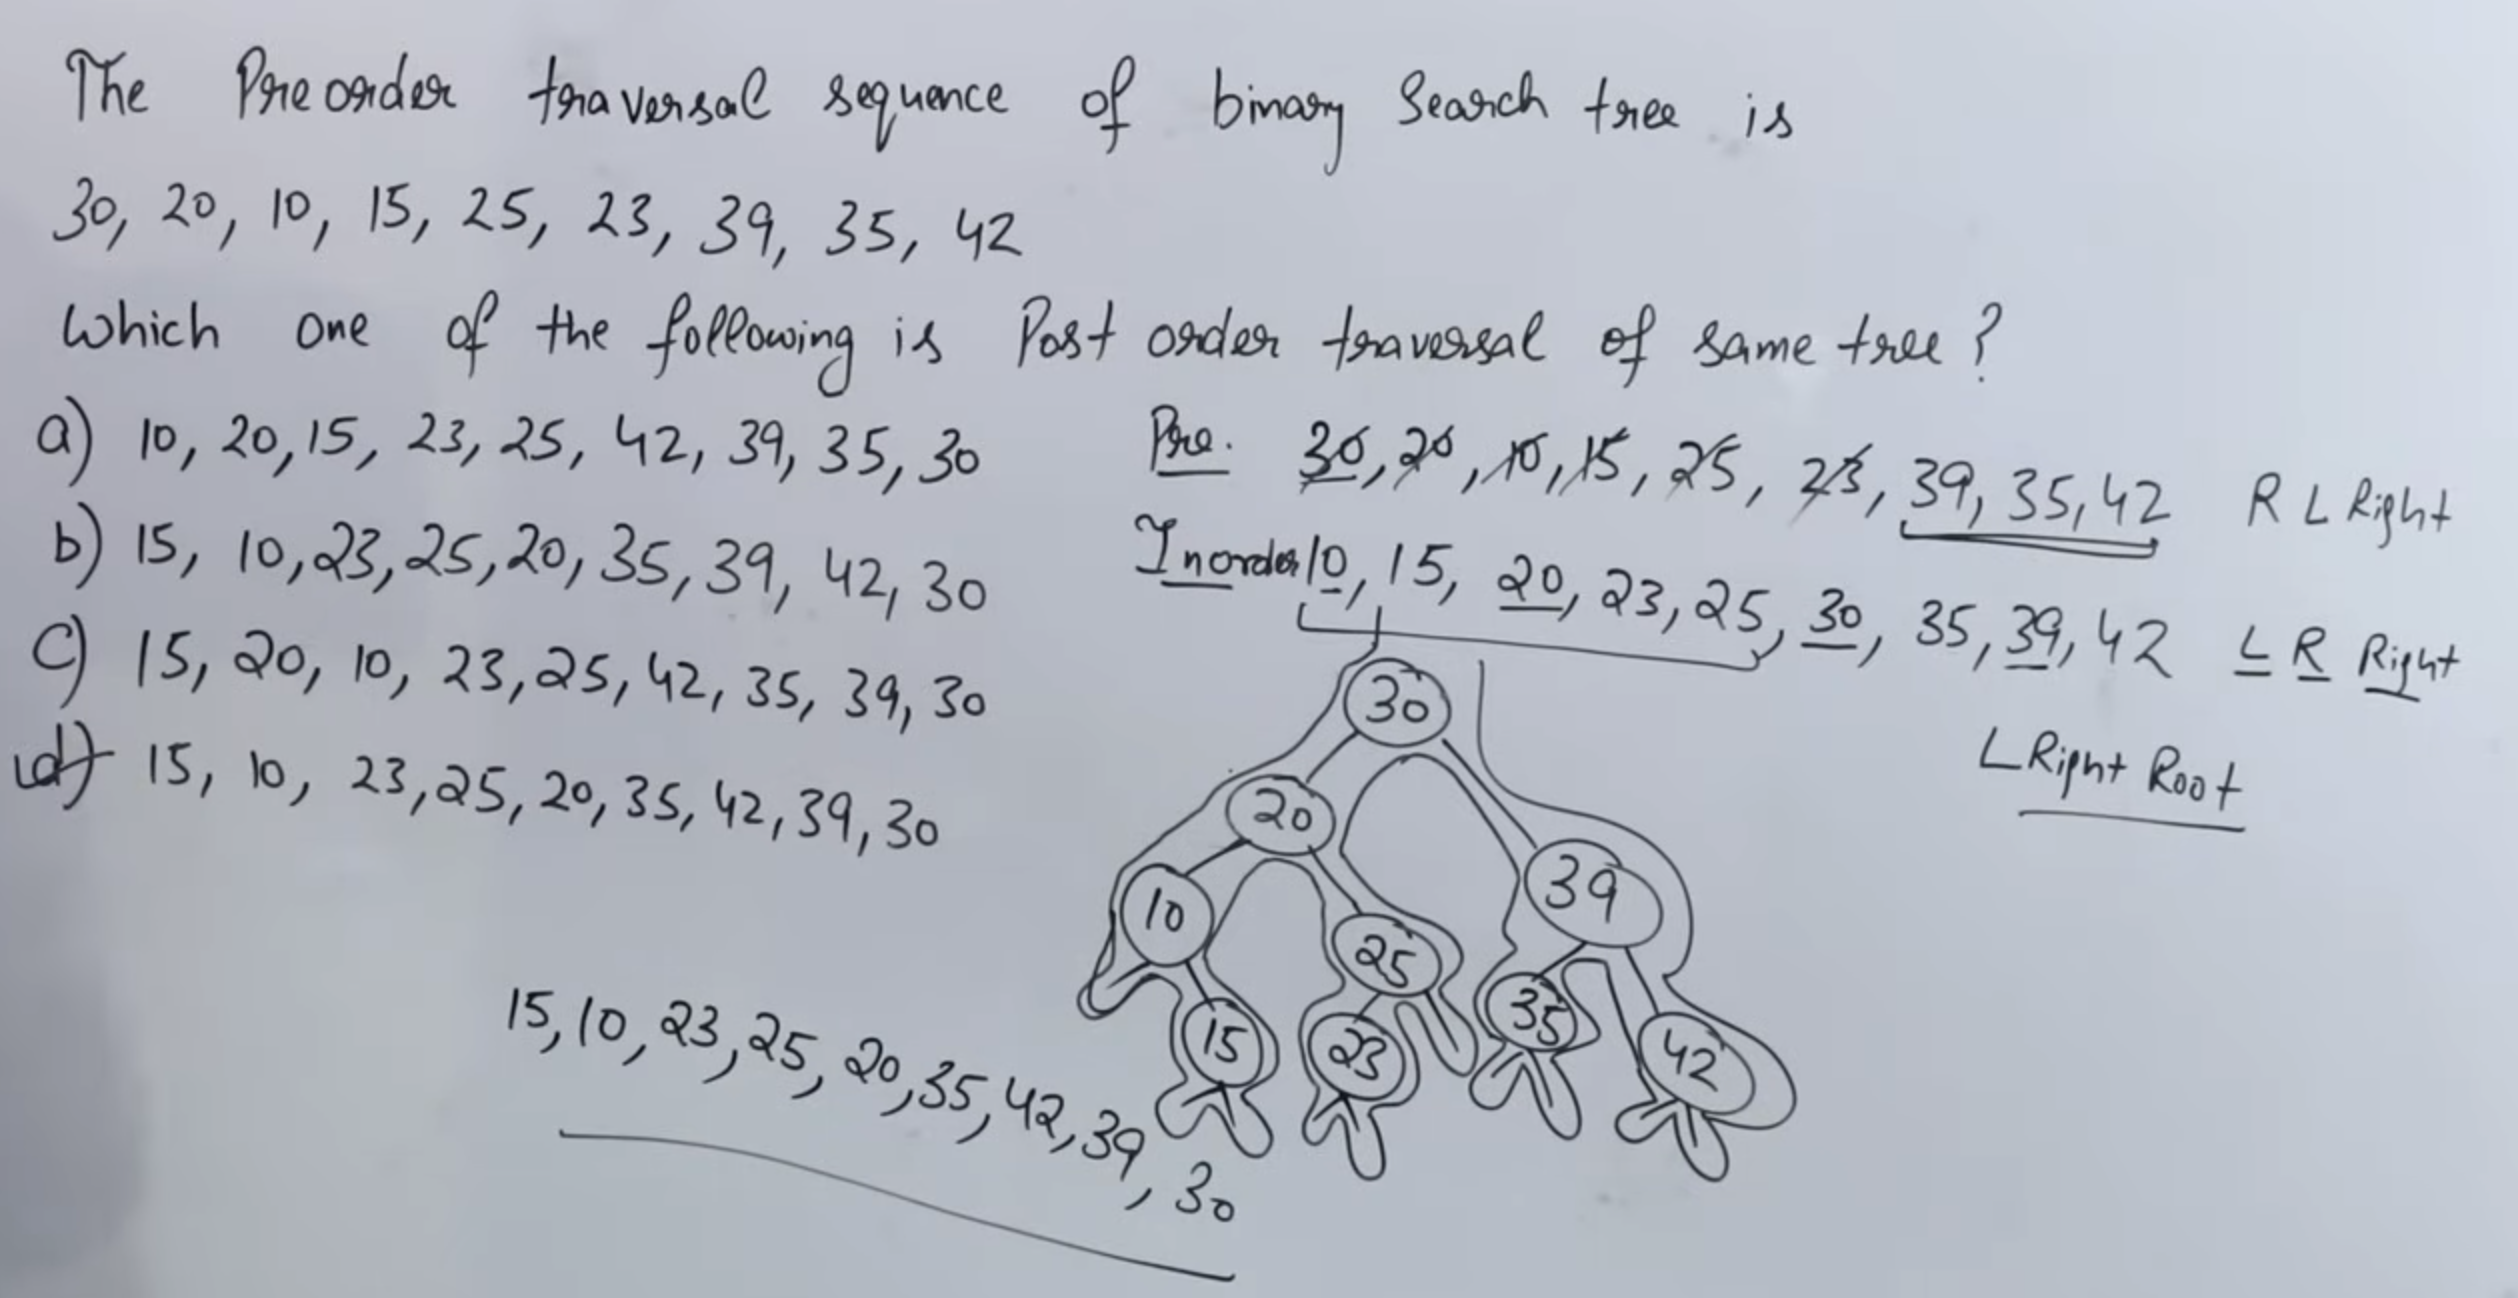 The Preorder traversal sequence of binary Search tree is
30, 20, 10, 15, 25, 23, 39, 35, 42
Which one of the following is Post order traversal of same tree?
a) 10, 20, 15, 23, 25, 42, 39, 35, 30
b) 15, 10, 23, 25, 20, 35, 39, 42, 30
c) 15, 20, 10, 23, 25, 42, 35, 39, 30
d) 15, 10, 23, 25, 20, 35, 42, 39, 30
Pre. 30, 20, 10, 15, 25, 23, 39, 35, 42 R L Right
Inorder 10, 15, 20, 23, 25, 30, 35, 39, 42 L R Right
L Right Root
30
20
39
10
25
35
42
15
23
15, 10, 23, 25, 20, 35, 42, 39, 30